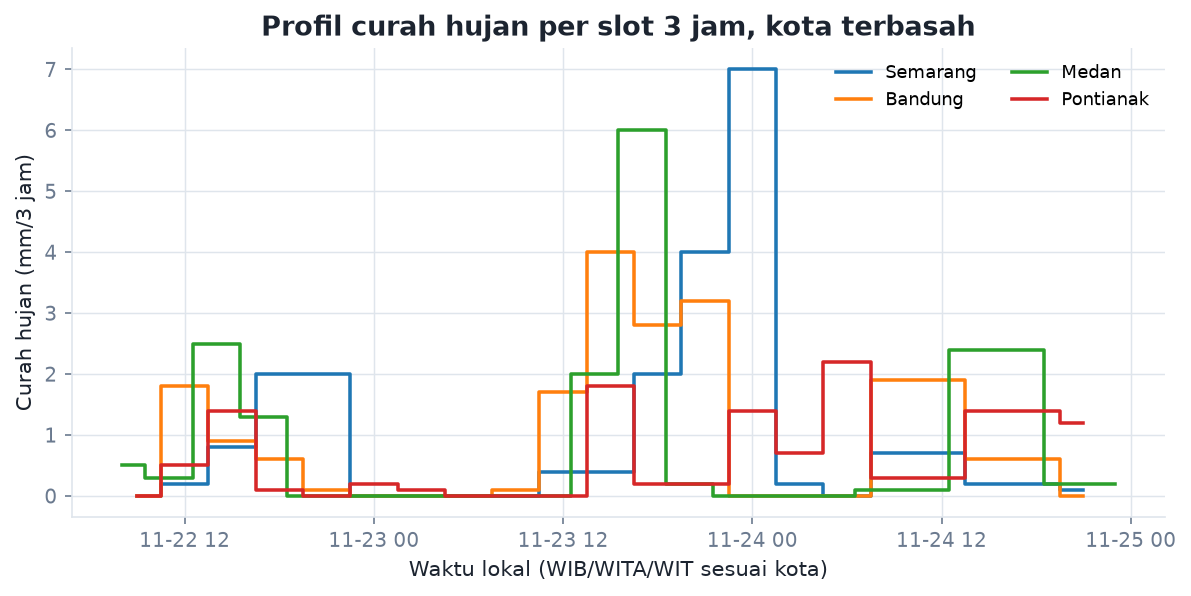 Profil curah hujan per slot 3 jam, kota terbasah
Semarang
Bandung
Medan
Pontianak
Curah hujan (mm/3 jam)
7
6
5
4
3
2
1
0
11-22 12
11-23 00
11-23 12
11-24 00
11-24 12
11-25 00
Waktu lokal (WIB/WITA/WIT sesuai kota)